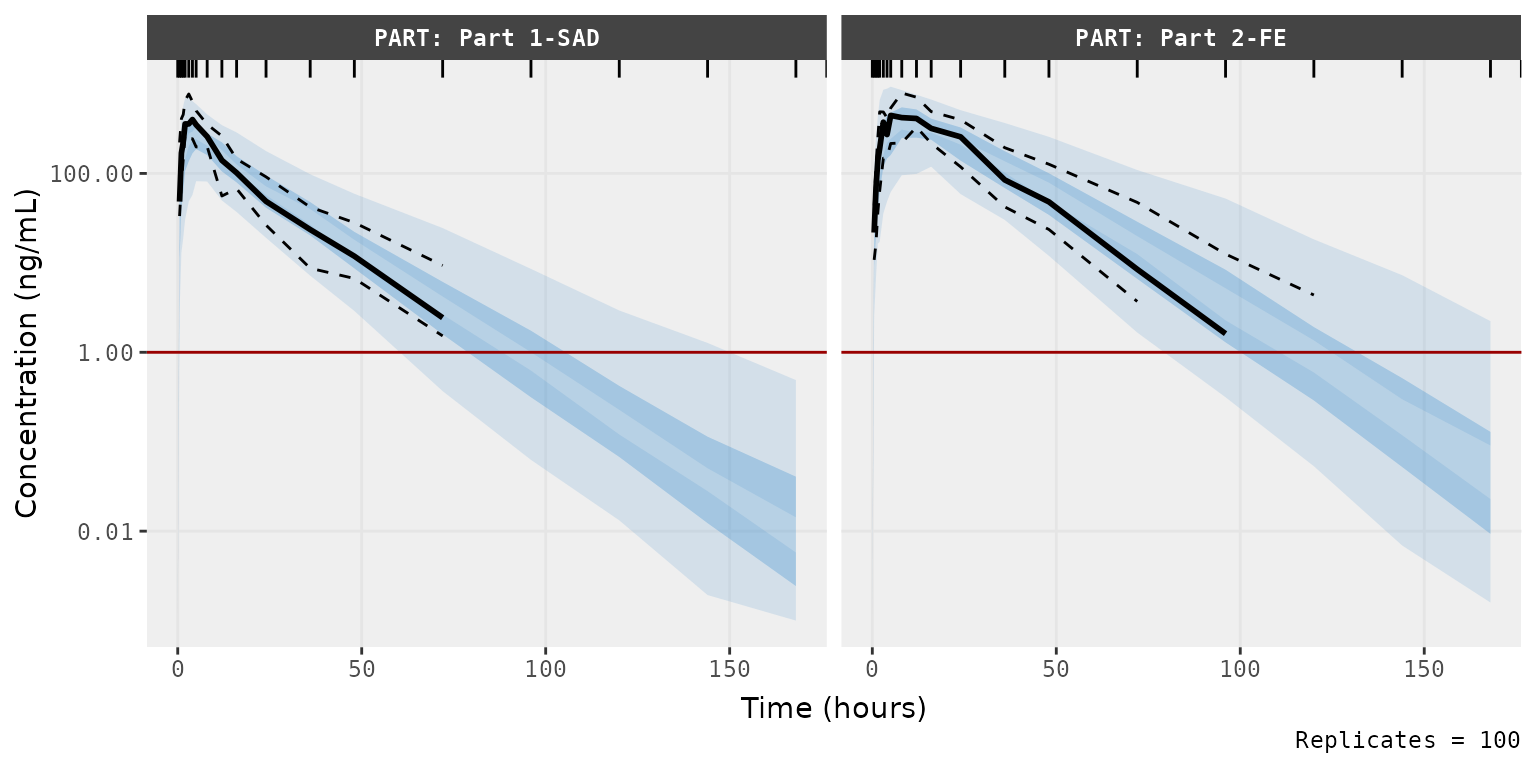 PART: Part 1-SAD
PART: Part 2-FE
Concentration (ng/mL)
100.00
1.00
0.01
0 50 100 150
0 50 100 150
Time (hours)
Replicates = 100